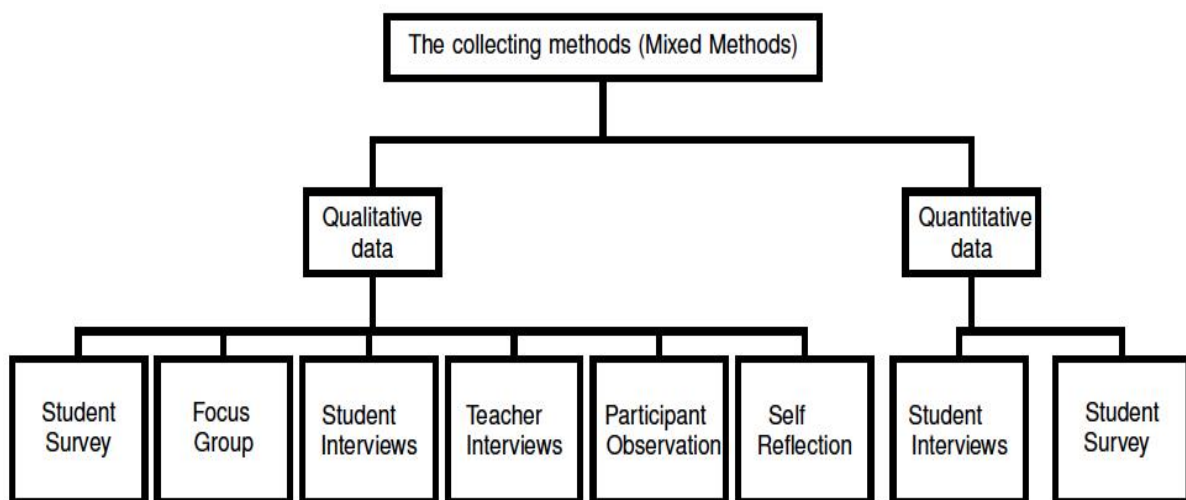 The collecting methods (Mixed Methods)
Qualitative
data
Quantitative
data
Student
Survey
Focus
Group
Student
Interviews
Teacher
Interviews
Participant
Observation
Self
Reflection
Student
Interviews
Student
Survey